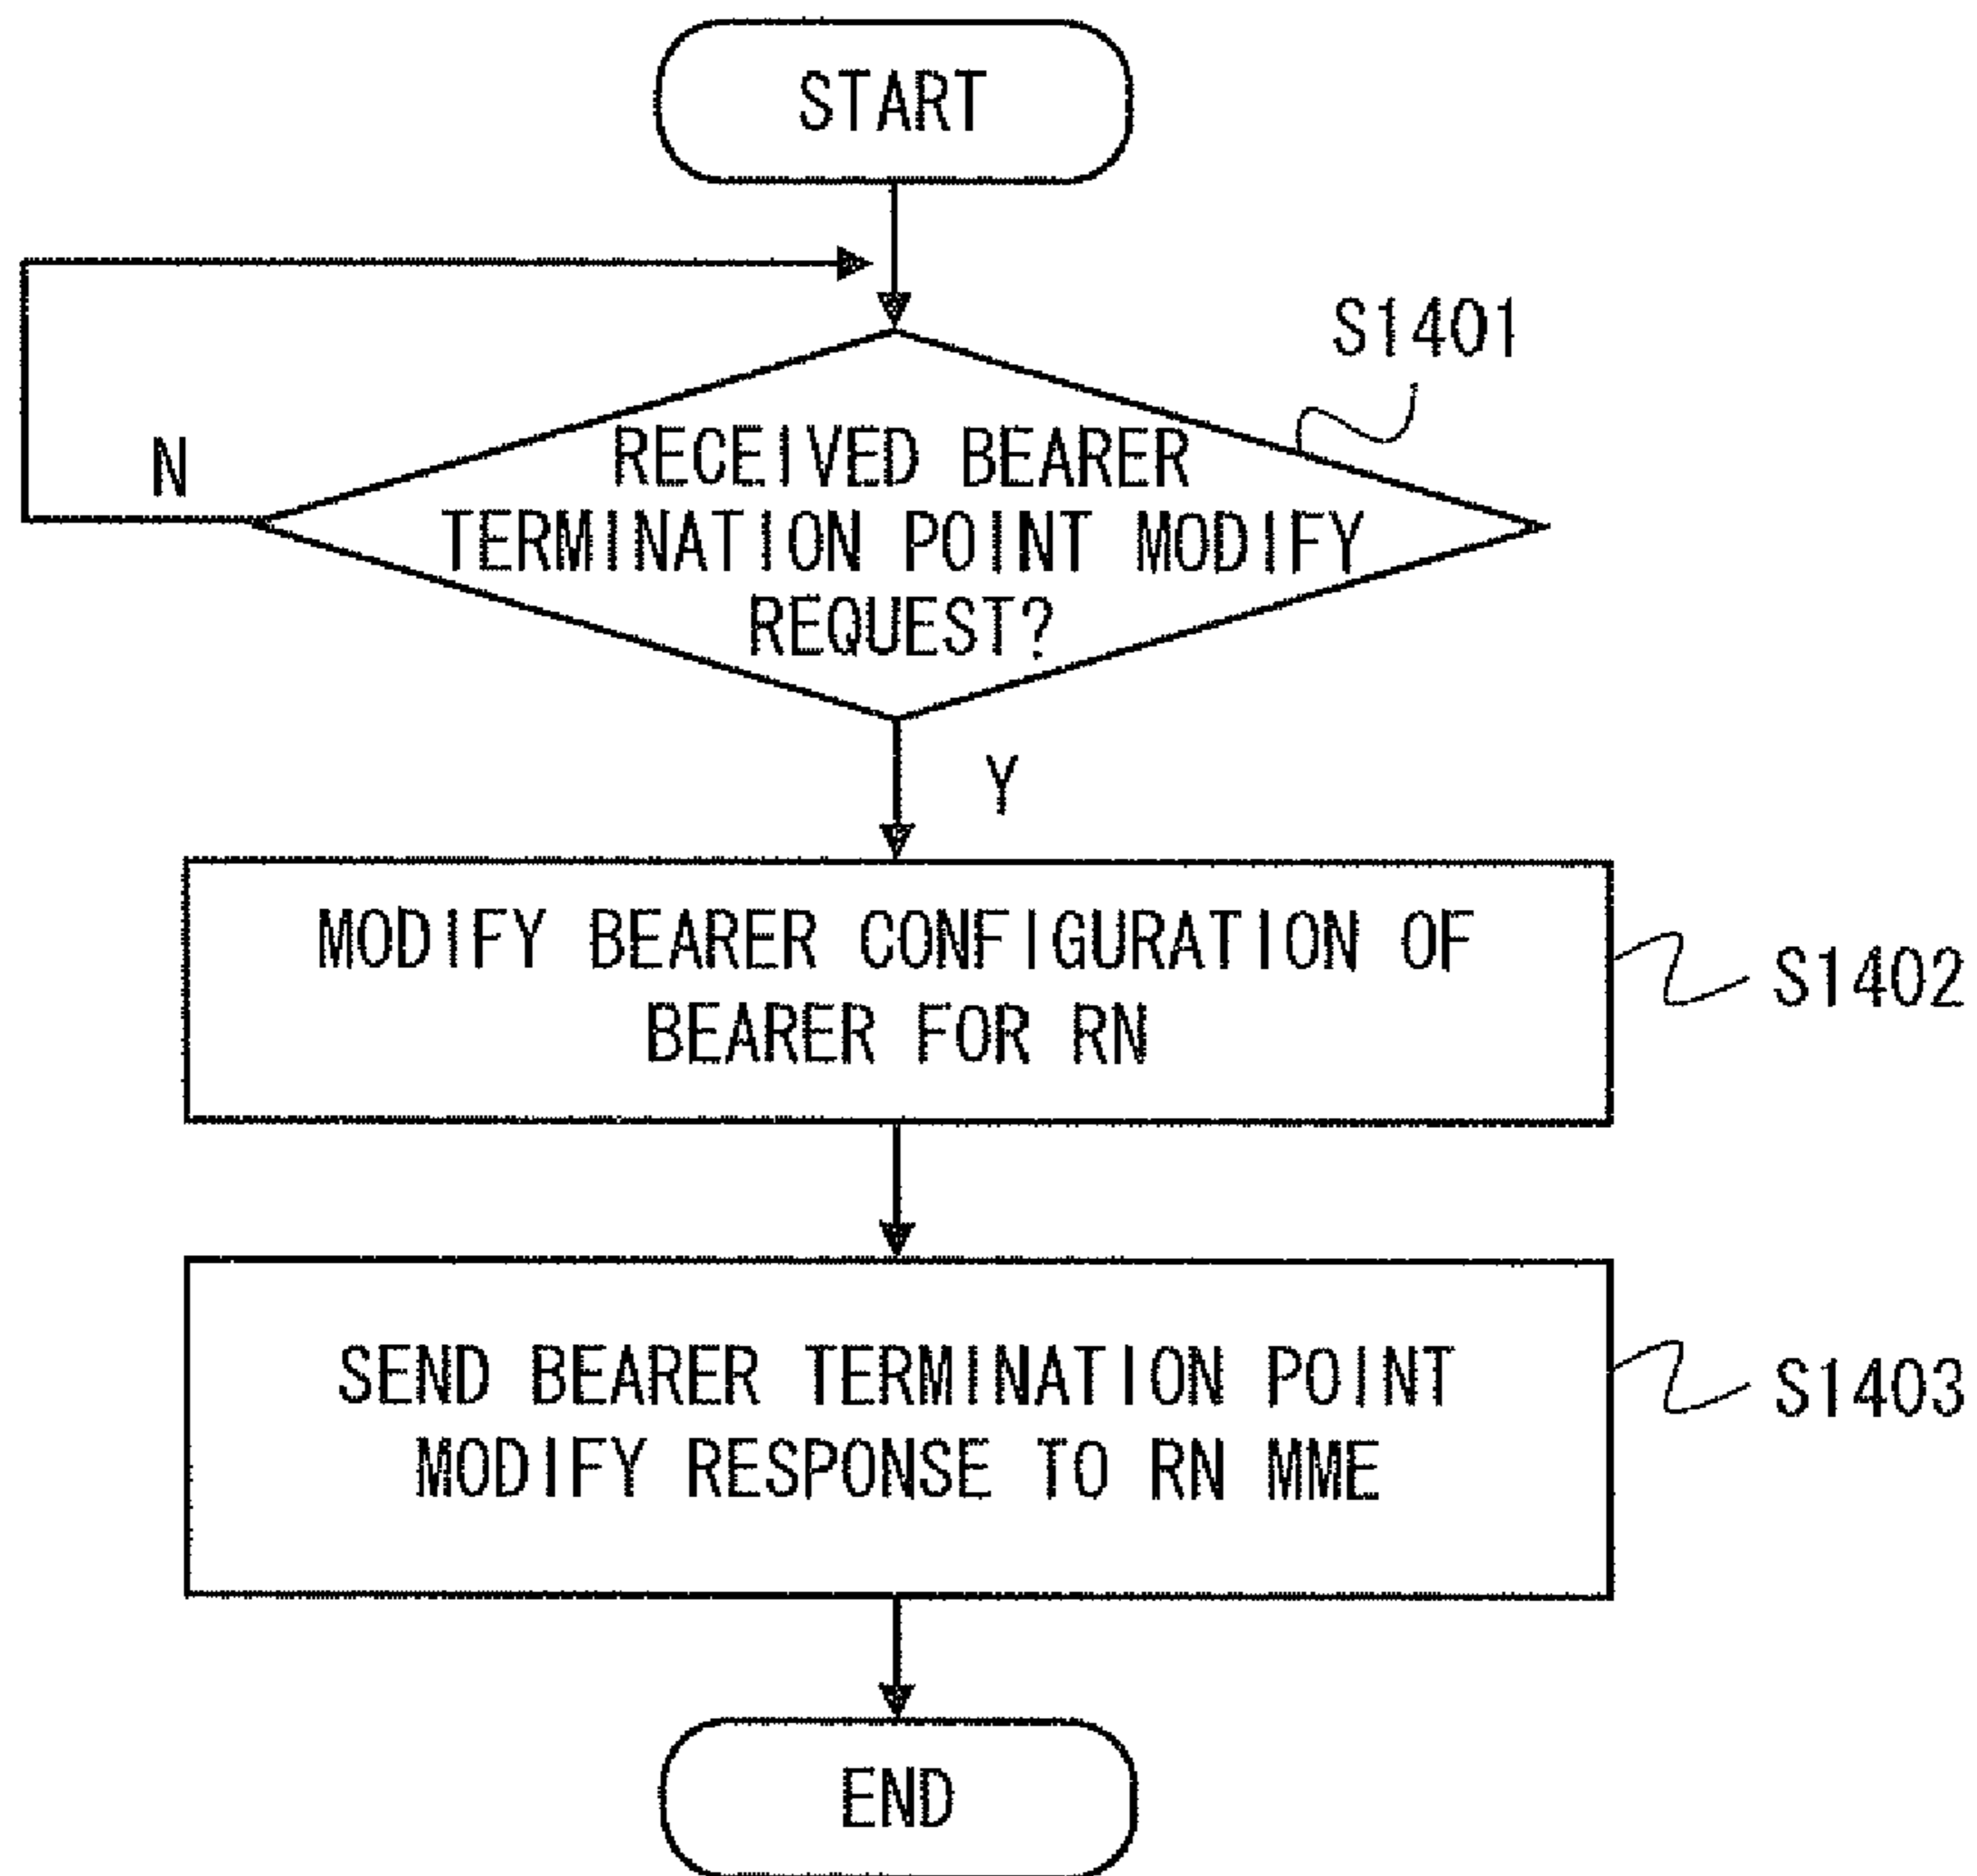 START
S1401
N
RECEIVED BEARER
TERMINATION POINT MODIFY
REQUEST?
Y
MODIFY BEARER CONFIGURATION OF
BEARER FOR RN
S1402
SEND BEARER TERMINATION POINT
MODIFY RESPONSE TO RN MME
S1403
END